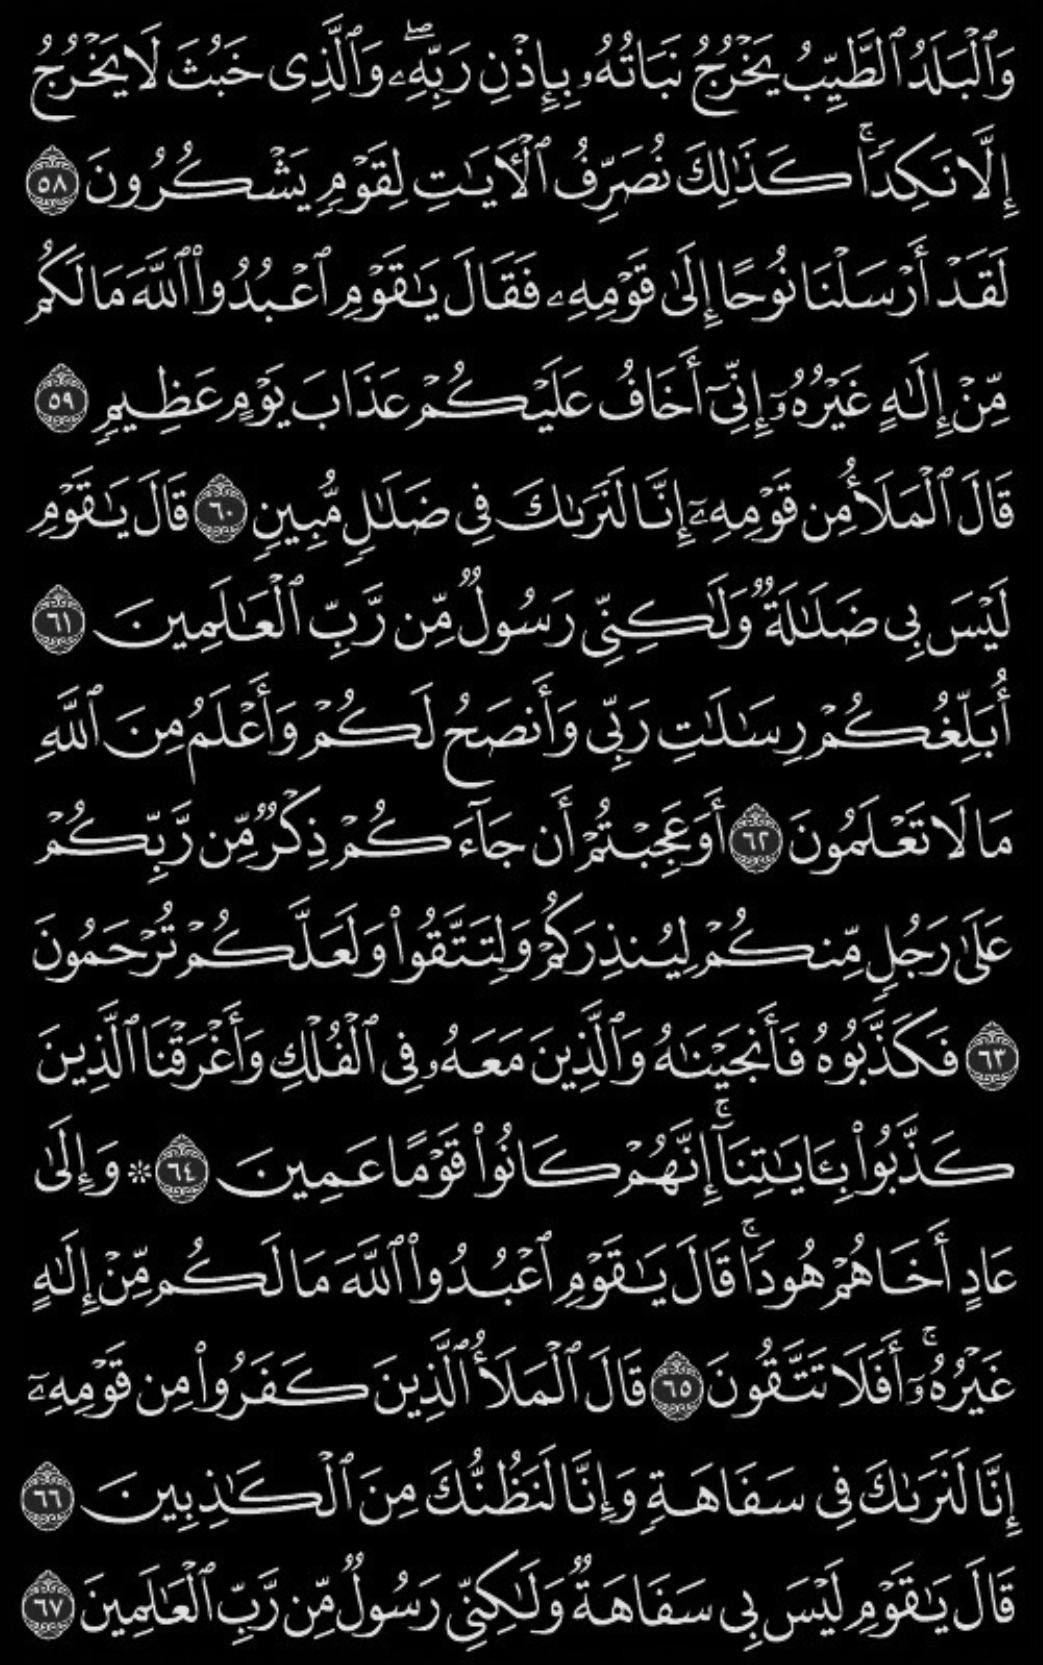 وَٱلْبَلَدُ ٱلطَّيِّبُ يَخْرُجُ نَبَاتُهُۥ بِإِذْنِ رَبِّهِۦۖ وَٱلَّذِى خَبُثَ لَا يَخْرُجُ
إِلَّا نَكِدًۭاۚ كَذَٰلِكَ نُصَرِّفُ ٱلْـَٔايَـٰتِ لِقَوْمٍۢ يَشْكُرُونَ ٥٨
لَقَدْ أَرْسَلْنَا نُوحًا إِلَىٰ قَوْمِهِۦ فَقَالَ يَـٰقَوْمِ ٱعْبُدُوا۟ ٱللَّهَ مَا لَكُم
مِّنْ إِلَـٰهٍ غَيْرُهُۥٓ إِنِّىٓ أَخَافُ عَلَيْكُمْ عَذَابَ يَوْمٍ عَظِيمٍۢ ٥٩
قَالَ ٱلْمَلَأُ مِن قَوْمِهِۦٓ إِنَّا لَنَرَىٰكَ فِى ضَلَـٰلٍۢ مُّبِينٍۢ ٦٠ قَالَ يَـٰقَوْمِ
لَيْسَ بِى ضَلَـٰلَةٌۭ وَلَـٰكِنِّى رَسُولٌۭ مِّن رَّبِّ ٱلْعَـٰلَمِينَ ٦١
أُبَلِّغُكُمْ رِسَـٰلَـٰتِ رَبِّى وَأَنصَحُ لَكُمْ وَأَعْلَمُ مِنَ ٱللَّهِ
مَا لَا تَعْلَمُونَ ٦٢ أَوَعَجِبْتُمْ أَن جَآءَكُمْ ذِكْرٌۭ مِّن رَّبِّكُمْ
عَلَىٰ رَجُلٍۢ مِّنكُمْ لِيُنذِرَكُمْ وَلِتَتَّقُوا۟ وَلَعَلَّكُمْ تُرْحَمُونَ
٦٣ فَكَذَّبُوهُ فَأَنجَيْنَـٰهُ وَٱلَّذِينَ مَعَهُۥ فِى ٱلْفُلْكِ وَأَغْرَقْنَا ٱلَّذِينَ
كَذَّبُوا۟ بِـَٔايَـٰتِنَآۚ إِنَّهُمْ كَانُوا۟ قَوْمًا عَمِينَ ٦٤ * وَإِلَىٰ
عَادٍ أَخَاهُمْ هُودًۭاۚ قَالَ يَـٰقَوْمِ ٱعْبُدُوا۟ ٱللَّهَ مَا لَكُم مِّنْ إِلَـٰهٍ
غَيْرُهُۥٓۚ أَفَلَا تَتَّقُونَ ٦٥ قَالَ ٱلْمَلَأُ ٱلَّذِينَ كَفَرُوا۟ مِن قَوْمِهِۦٓ
إِنَّا لَنَرَىٰكَ فِى سَفَاهَةٍۢ وَإِنَّا لَنَظُنُّكَ مِنَ ٱلْكَـٰذِبِينَ ٦٦
قَالَ يَـٰقَوْمِ لَيْسَ بِى سَفَاهَةٌۭ وَلَـٰكِنِّى رَسُولٌۭ مِّن رَّبِّ ٱلْعَـٰلَمِينَ ٦٧